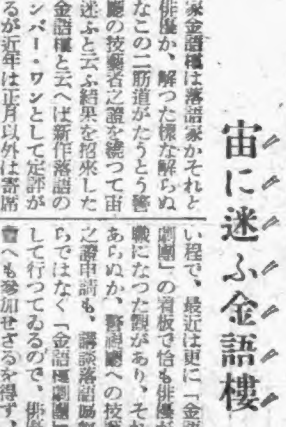 宙に迷ふ金語樓
家金語樓は落語家かそれと
俳優か、解つた樣な解らぬ
なこの二筋道がたうとう警
廳の技藝者之證を繞つて宙
迷ふと云ふ結果を招來した
金語樓と云へば新作落語の
ンバー・ワンとして定評が
るが近年は正月以外は寄席
い程で、最近は更に「金語
劇團」の看板で恰も俳優が
職になつた觀があり、それ
あらぬか、警視廳への技藝
之證申請も、講談落語協
らではなく「金語樓劇團」
して行つてゐるので、俳優
へも參加せざるを得ず、